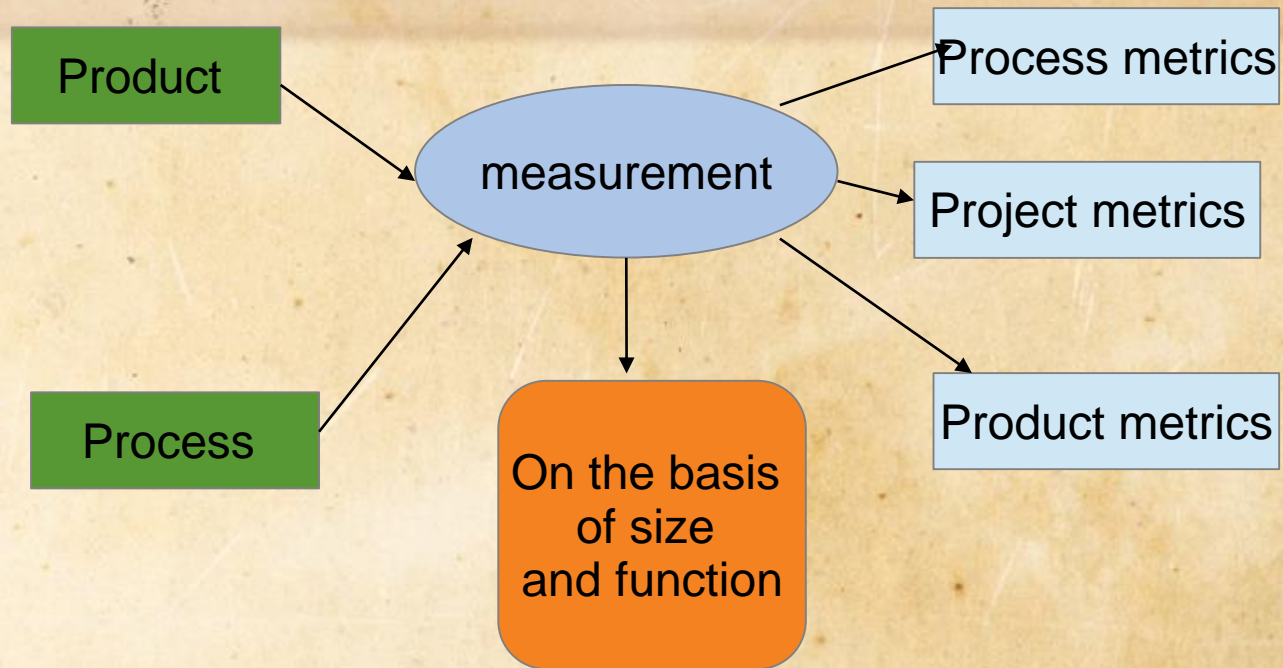 Product
Process
measurement
On the basis
of size
and function
Process metrics
Project metrics
Product metrics